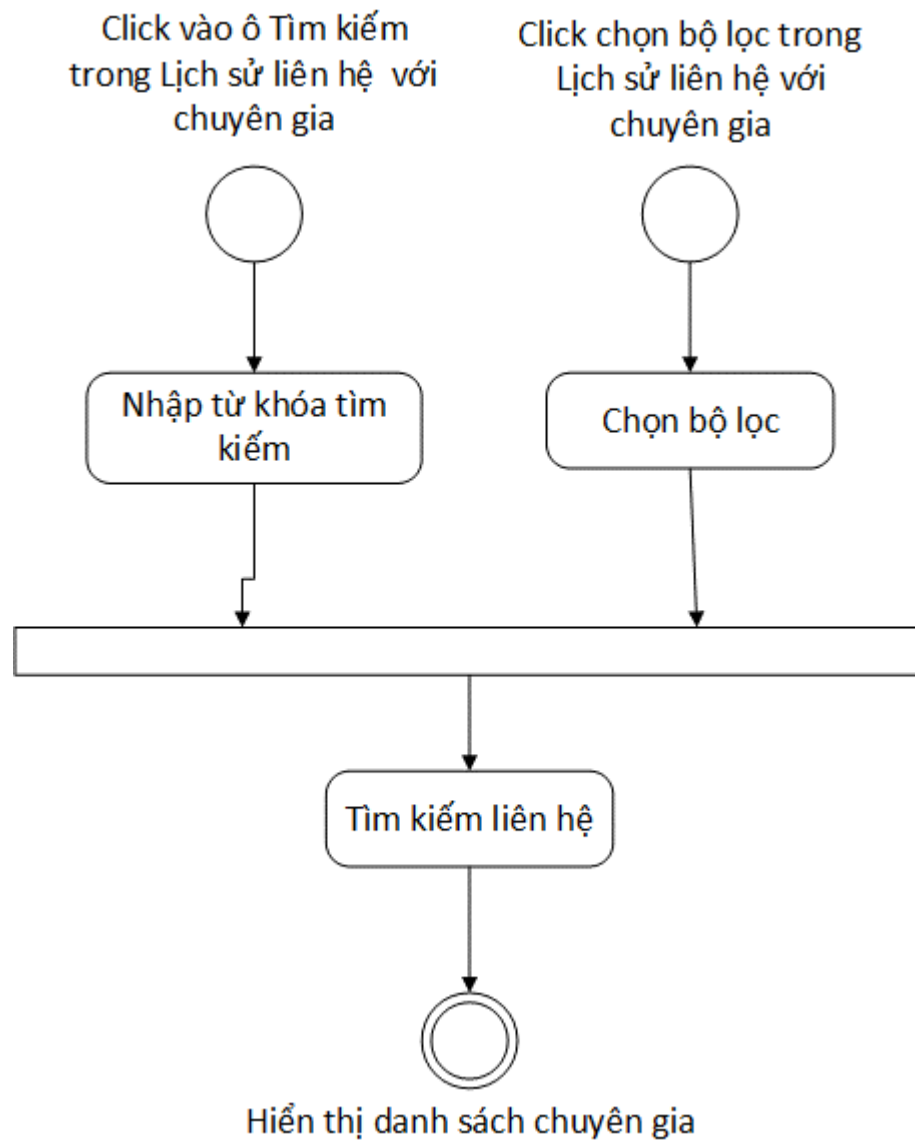 Click vào ô Tìm kiếm
trong Lịch sử liên hệ với
chuyên gia
Click chọn bộ lọc trong
Lịch sử liên hệ với
chuyên gia
Nhập từ khóa tìm
kiếm
Chọn bộ lọc
Tìm kiếm liên hệ
Hiển thị danh sách chuyên gia